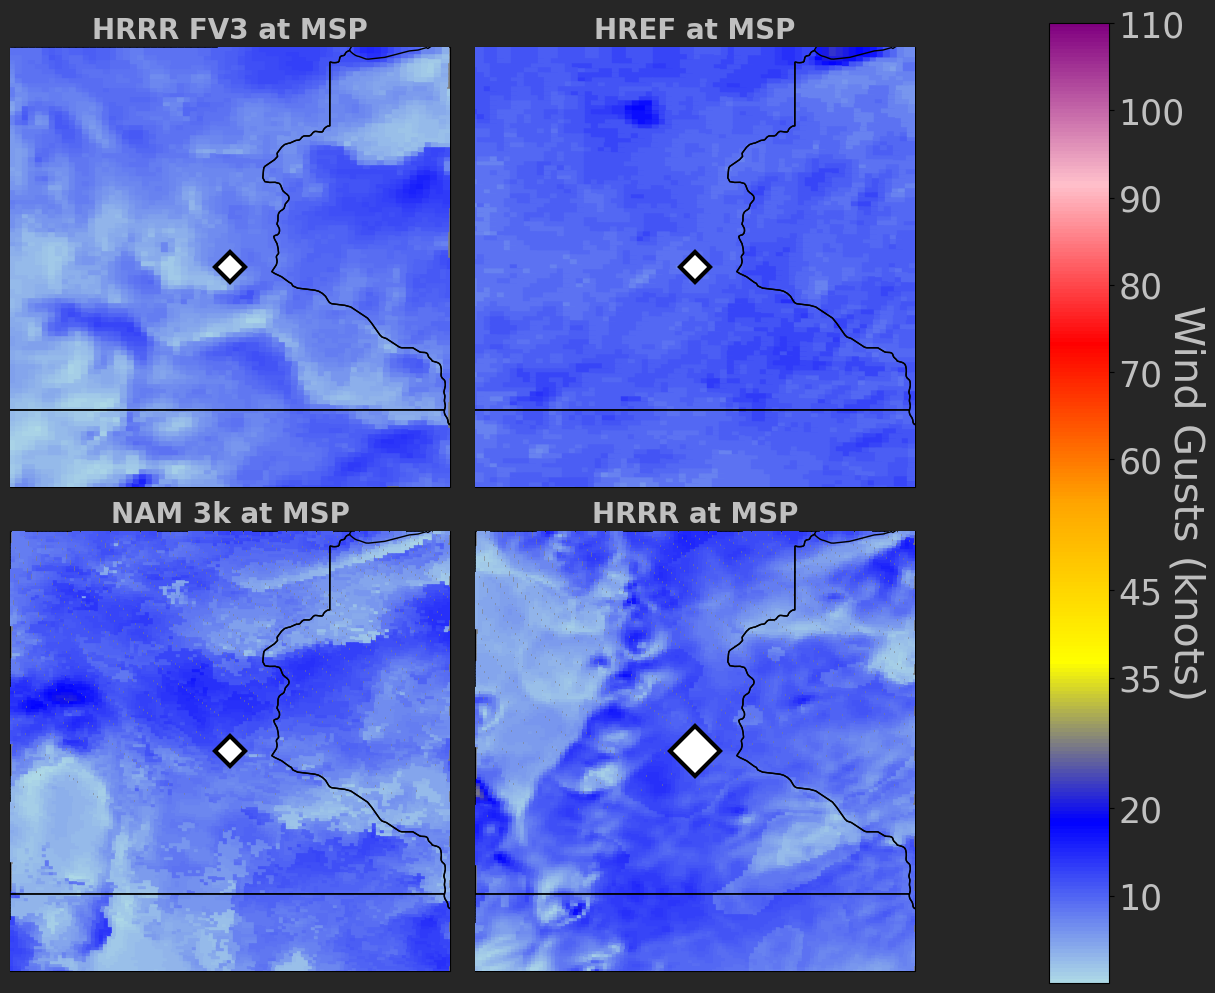 HRRR FV3 at MSP
HREF at MSP
NAM 3k at MSP
HRRR at MSP
110
100
90
80
70
60
45
35
20
10
Wind Gusts (knots)